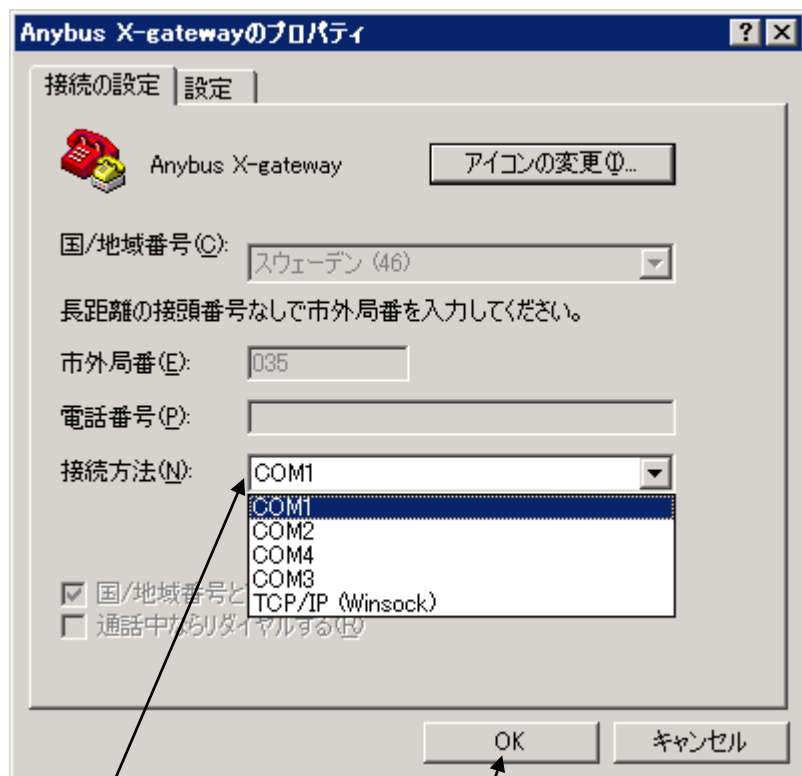 Anybus X-gatewayのプロパティ
接続の設定 設定
Anybus X-gateway アイコンの変更(I)...
国/地域番号(C): スウェーデン (46)
長距離の接頭番号なしで市外局番を入力してください。
市外局番(E): 035
電話番号(P):
接続方法(N): COM1
COM1
COM2
COM4
COM3
TCP/IP (Winsock)
国/地域番号と
通話中ならリダイヤルする(R)
OK キャンセル